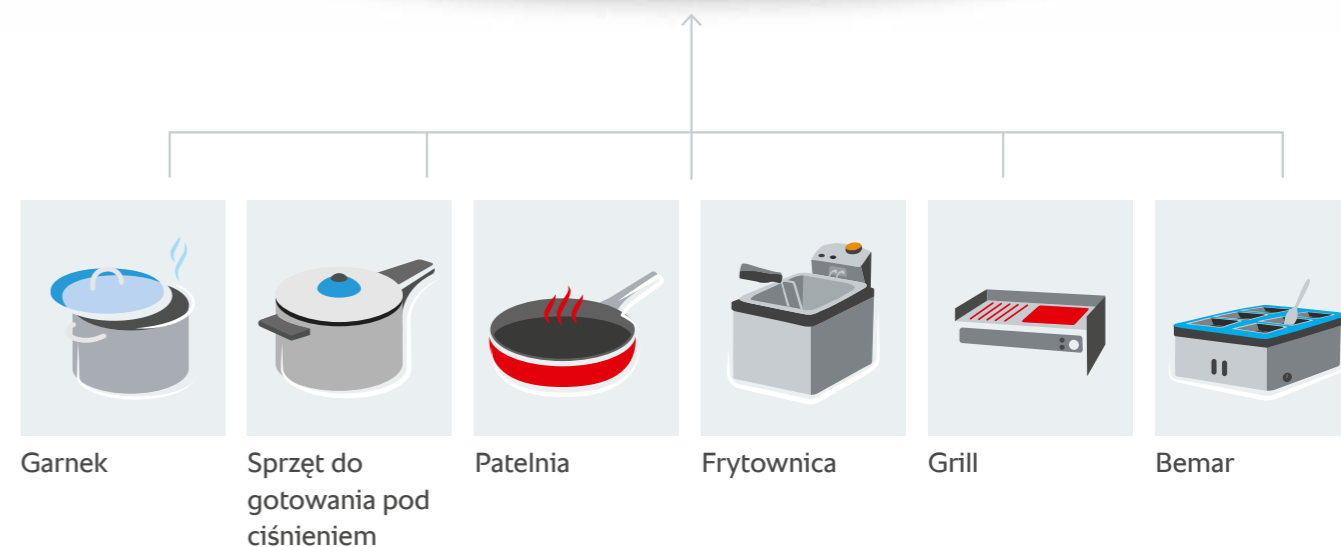 Garnek
Sprzęt do
gotowania pod
ciśnieniem
Patelnia
Frytownica
Grill
Bemar